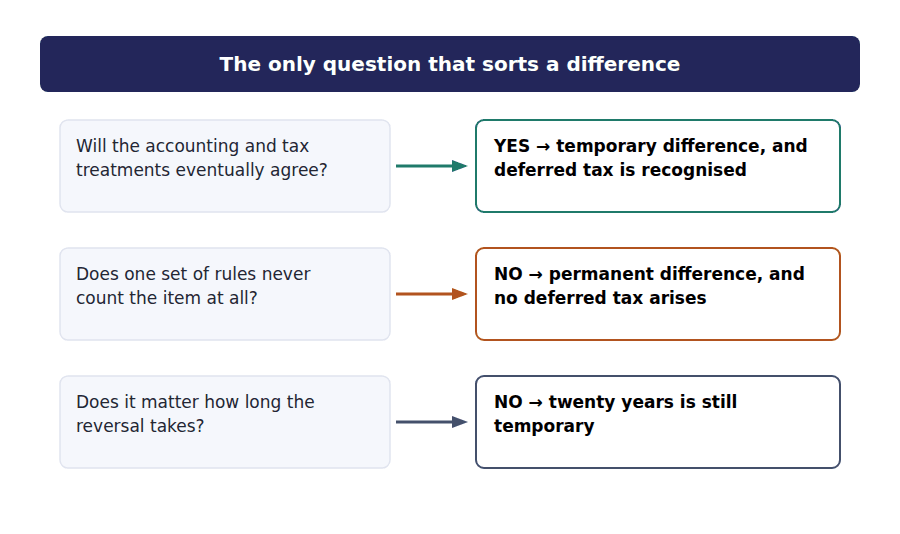 The only question that sorts a difference
Will the accounting and tax
treatments eventually agree?
YES → temporary difference, and
deferred tax is recognised
Does one set of rules never
count the item at all?
NO → permanent difference, and
no deferred tax arises
Does it matter how long the
reversal takes?
NO → twenty years is still
temporary